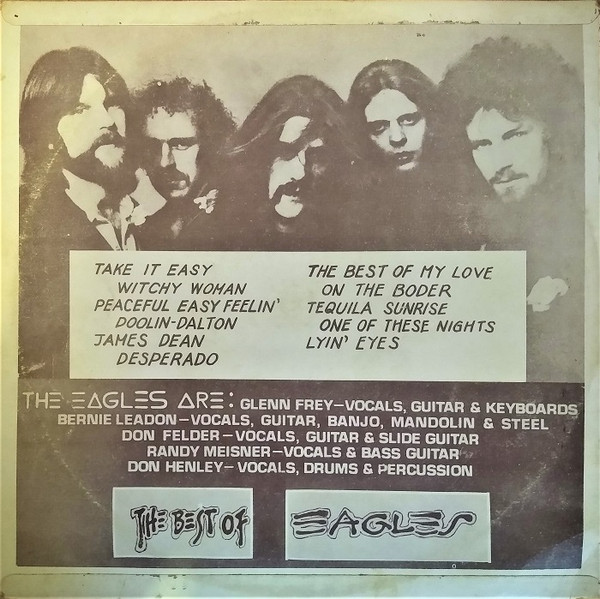 TAKE IT EASY
WITCHY WOMAN
PEACEFUL EASY FEELIN'
DOOLIN-DALTON
JAMES DEAN
DESPERADO
THE BEST OF MY LOVE
ON THE BODER
TEQUILA SUNRISE
ONE OF THESE NIGHTS
LYIN' EYES
THE EAGLES ARE: GLENN FREY—VOCALS, GUITAR & KEYBOARDS
BERNIE LEADON—VOCALS, GUITAR, BANJO, MANDOLIN & STEEL
DON FELDER—VOCALS, GUITAR & SLIDE GUITAR
RANDY MEISNER—VOCALS & BASS GUITAR
DON HENLEY—VOCALS, DRUMS & PERCUSSION
THE BEST OF EAGLES